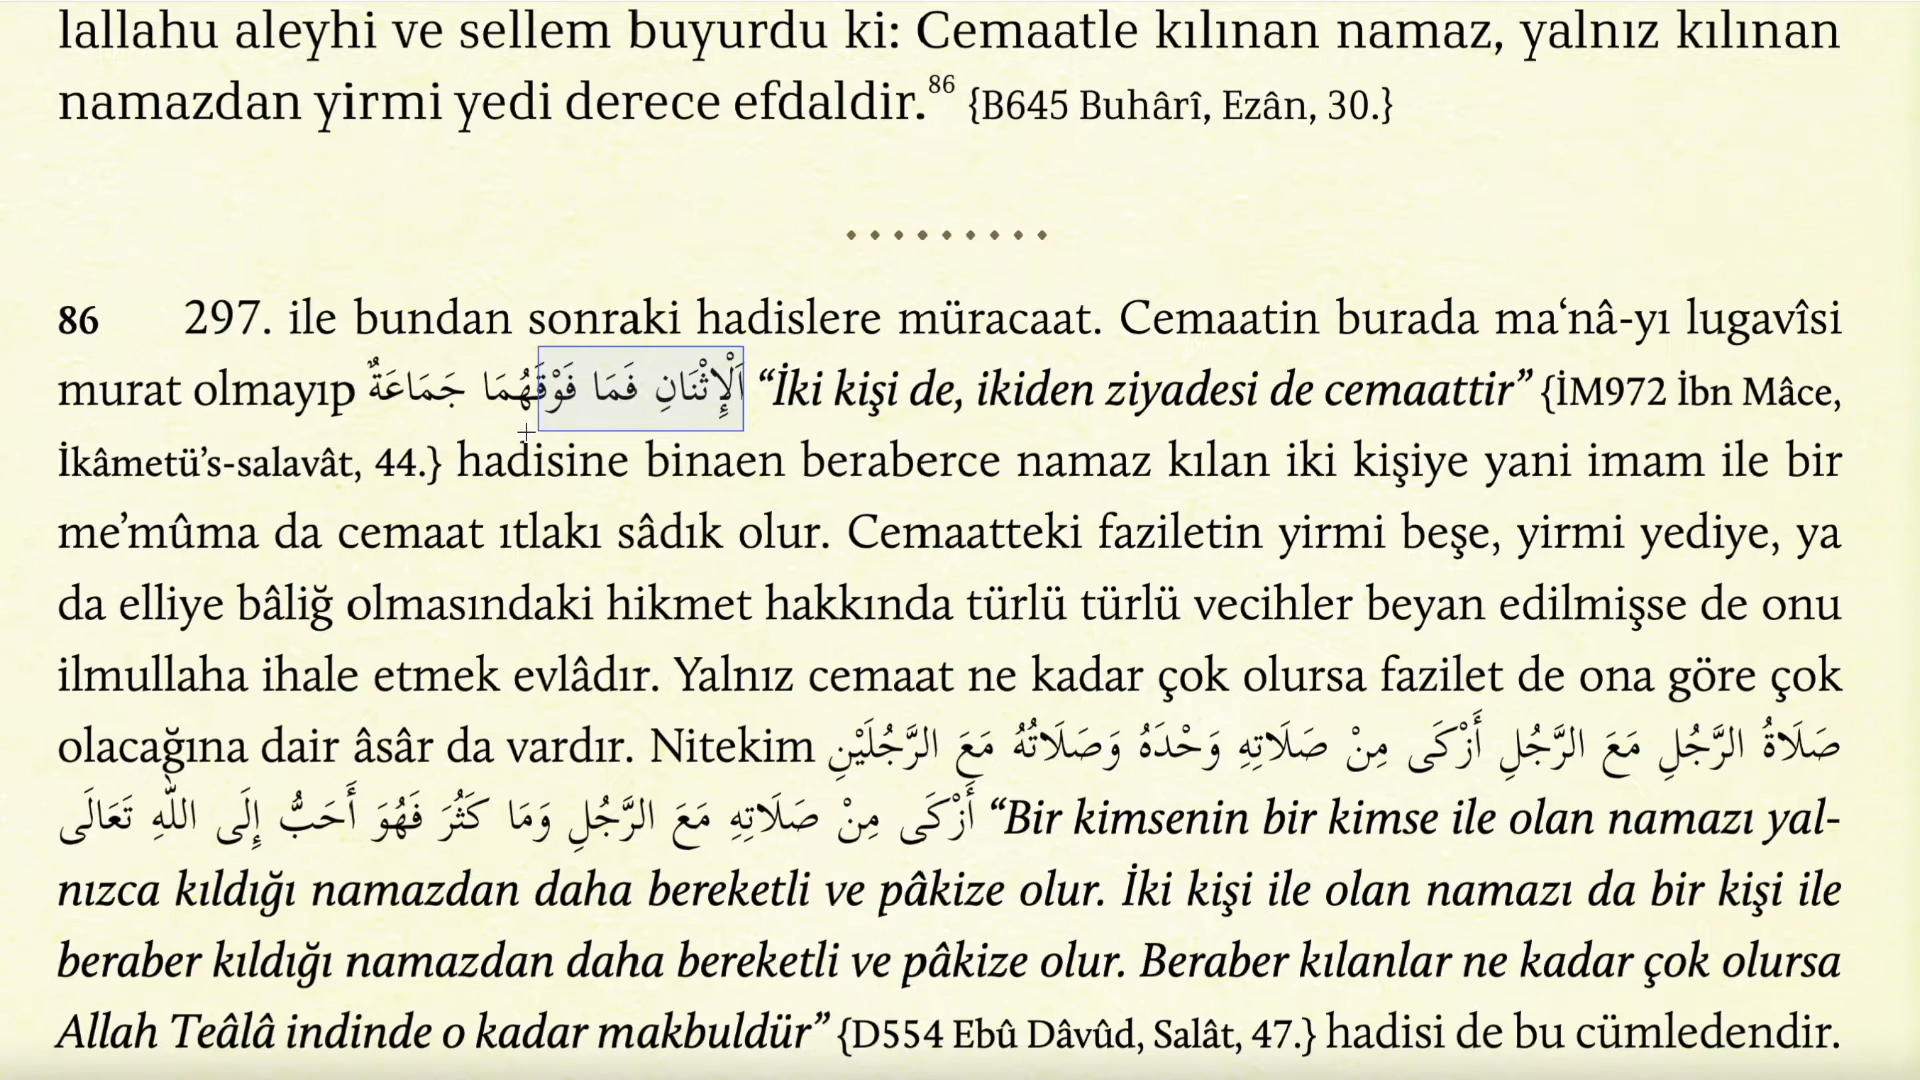 lallahu aleyhi ve sellem buyurdu ki: Cemaatle kılınan namaz, yalnız kılınan
namazdan yirmi yedi derece efdaldir.86 {B645 Buhârî, Ezân, 30.}
86 297. ile bundan sonraki hadislere müracaat. Cemaatin burada ma‘nâ-yı lugavîsi
murat olmayıp اَلْإِثْنَانِ فَمَا فَوْقَهُمَا جَمَاعَةٌ “İki kişi de, ikiden ziyadesi de cemaattir” {İM972 İbn Mâce,
İkâmetü’s-salavât, 44.} hadisine binaen beraberce namaz kılan iki kişiye yani imam ile bir
me’mûma da cemaat ıtlakı sâdık olur. Cemaatteki faziletin yirmi beşe, yirmi yediye, ya
da elliye bâliğ olmasındaki hikmet hakkında türlü türlü vecihler beyan edilmişse de onu
ilmullaha ihale etmek evlâdır. Yalnız cemaat ne kadar çok olursa fazilet de ona göre çok
olacağına dair âsâr da vardır. Nitekim صَلَاةُ الرَّجُلِ مَعَ الرَّجُلِ أَزْكَى مِنْ صَلَاتِهِ وَحْدَهُ وَصَلَاتُهُ مَعَ الرَّجُلَيْنِ
أَزْكَى مِنْ صَلَاتِهِ مَعَ الرَّجُلِ وَمَا كَثُرَ فَهُوَ أَحَبُّ إِلَى اللّٰهِ تَعَالَى “Bir kimsenin bir kimse ile olan namazı yal-
nızca kıldığı namazdan daha bereketli ve pâkize olur. İki kişi ile olan namazı da bir kişi ile
beraber kıldığı namazdan daha bereketli ve pâkize olur. Beraber kılanlar ne kadar çok olursa
Allah Teâlâ indinde o kadar makbuldür” {D554 Ebû Dâvûd, Salât, 47.} hadisi de bu cümledendir.